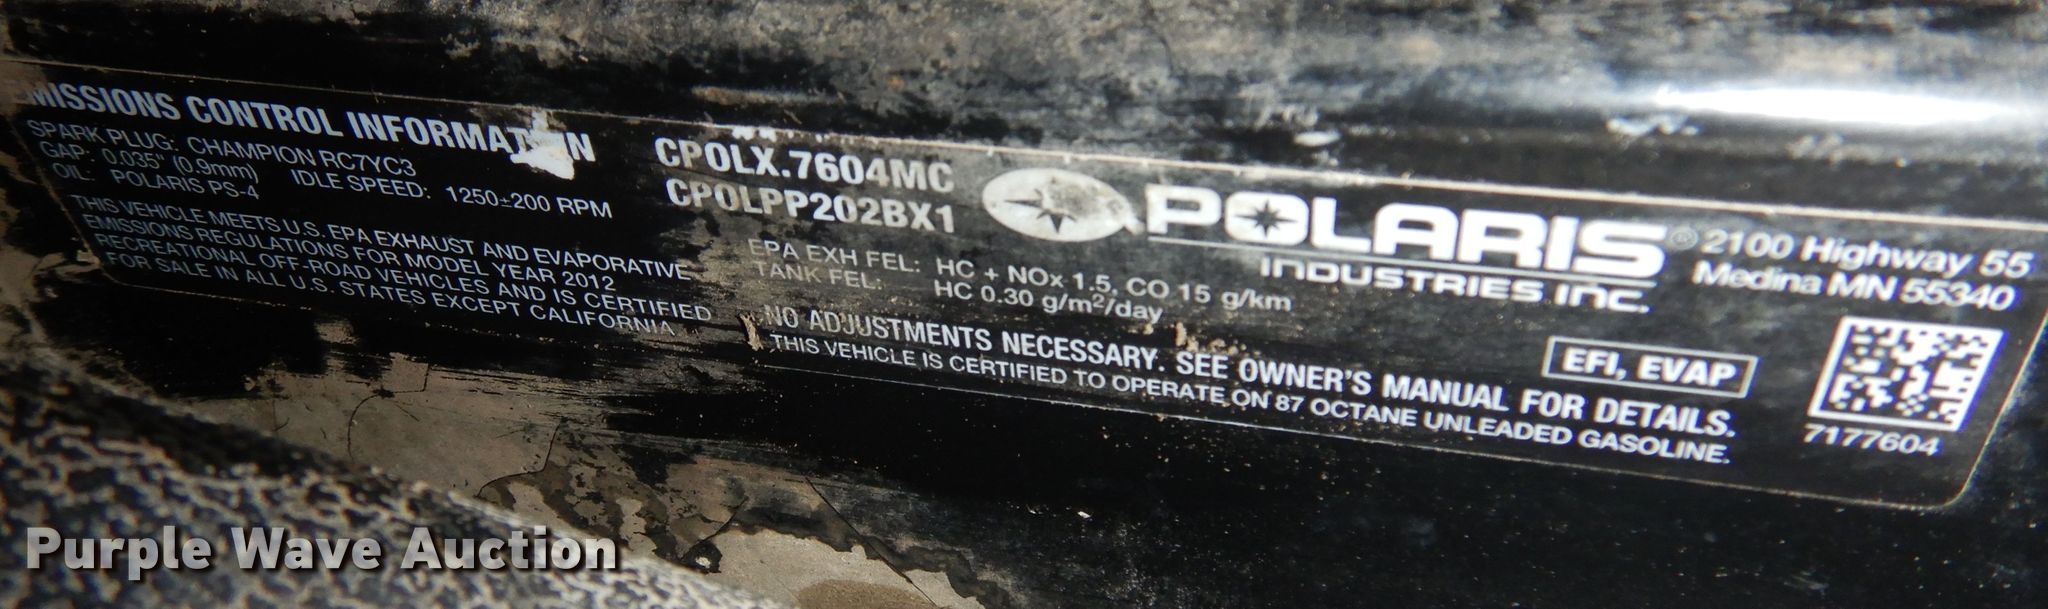 EMISSIONS CONTROL INFORMATION
SPARK PLUG: CHAMPION RC7YC3
GAP: 0.035" (0.9mm) IDLE SPEED: 1250±200 RPM
OIL: POLARIS PS-4
THIS VEHICLE MEETS U.S. EPA EXHAUST AND EVAPORATIVE
EMISSIONS REGULATIONS FOR MODEL YEAR 2012
RECREATIONAL OFF-ROAD VEHICLES AND IS CERTIFIED
FOR SALE IN ALL U.S. STATES EXCEPT CALIFORNIA
CPOLX.7604MC
CPOLPP202BX1
EPA EXH FEL: HC + NOx 1.5, CO 15 g/km
TANK FEL: HC 0.30 g/m²/day
POLARIS®
INDUSTRIES INC.
2100 Highway 55
Medina MN 55340
NO ADJUSTMENTS NECESSARY. SEE OWNER'S MANUAL FOR DETAILS.
THIS VEHICLE IS CERTIFIED TO OPERATE ON 87 OCTANE UNLEADED GASOLINE.
EFI, EVAP
7177604
Purple Wave Auction